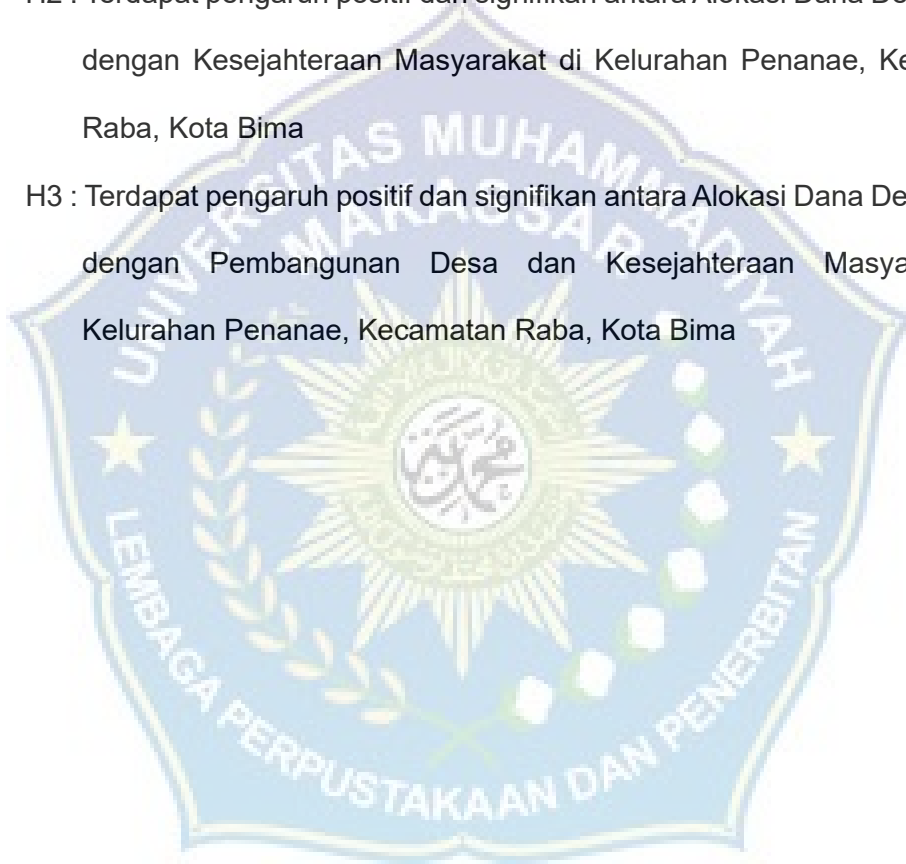 dengan Kesejahteraan Masyarakat di Kelurahan Penanae,
Raba, Kota Bima
H3 : Terdapat pengaruh positif dan signifikan antara Alokasi Dana
dengan Pembangunan Desa dan Kesejahteraan
Kelurahan Penanae, Kecamatan Raba, Kota Bima
UNIVERSITAS MUHAMMADIYAH
MAKASSAR
LEMBAGA PERPUSTAKAAN DAN PENERBITAN